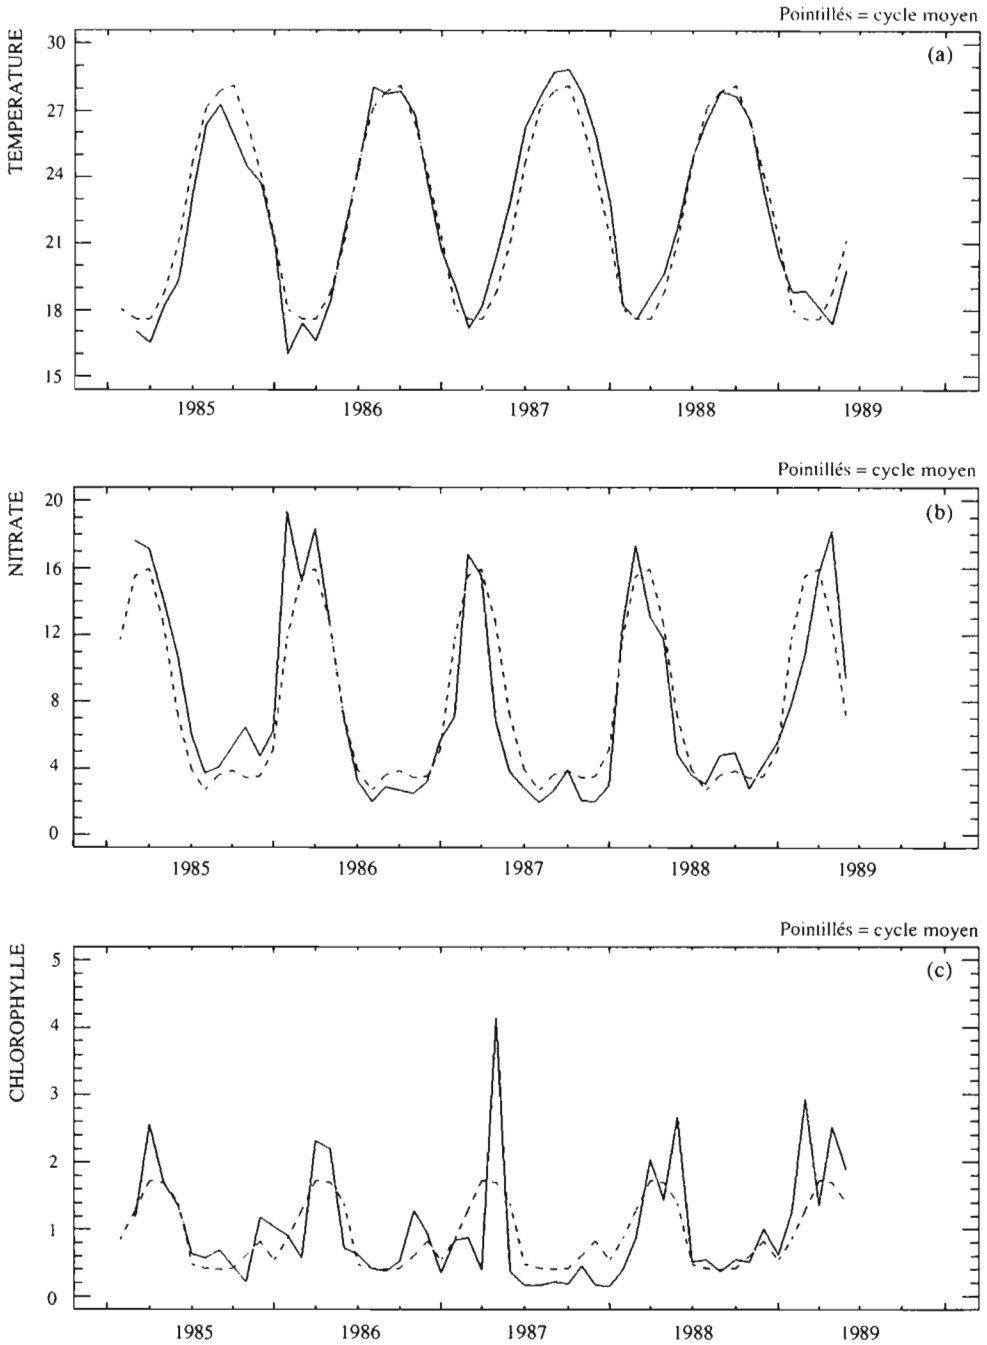 Pointillés = cycle moyen
(a)
TEMPERATURE
30
27
24
21
18
15
1985 1986 1987 1988 1989
Pointillés = cycle moyen
(b)
NITRATE
20
16
12
8
4
0
1985 1986 1987 1988 1989
Pointillés = cycle moyen
(c)
CHLOROPHYLLE
5
4
3
2
1
0
1985 1986 1987 1988 1989